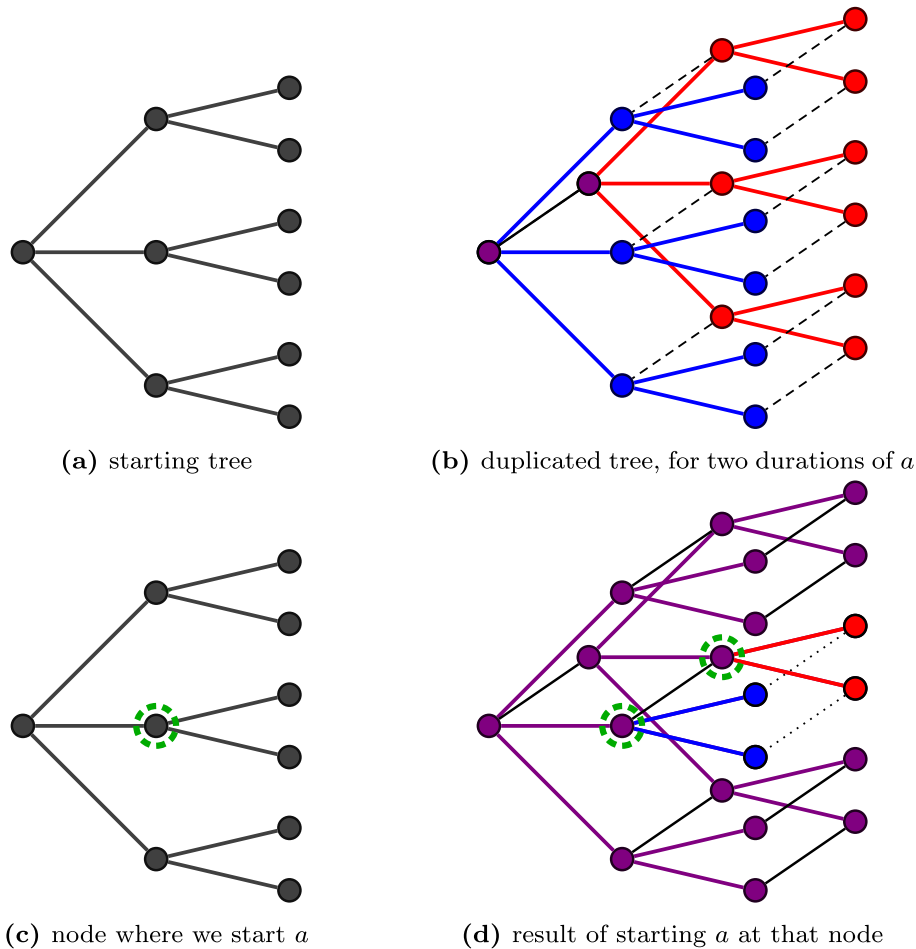 (a) starting tree
(b) duplicated tree, for two durations of a
(c) node where we start a
(d) result of starting a at that node